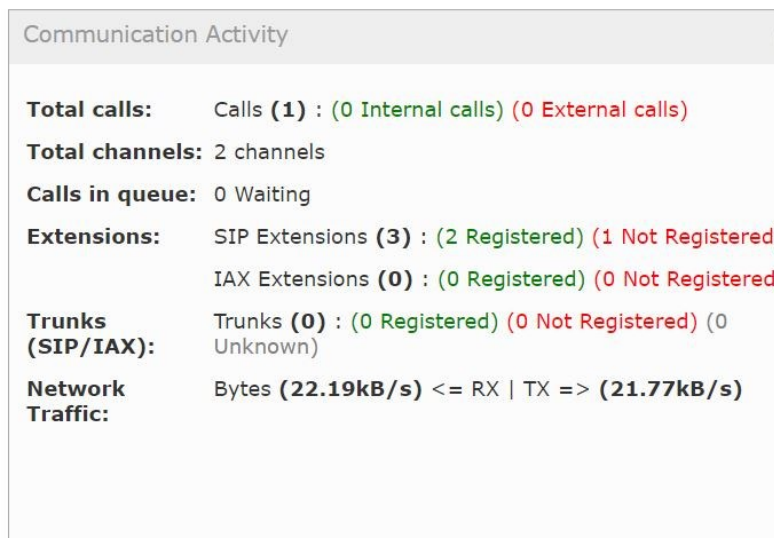 Communication Activity
Total calls: Calls (1) : (0 Internal calls) (0 External calls)
Total channels: 2 channels
Calls in queue: 0 Waiting
Extensions: SIP Extensions (3) : (2 Registered) (1 Not Registered
IAX Extensions (0) : (0 Registered) (0 Not Registered
Trunks (SIP/IAX): Trunks (0) : (0 Registered) (0 Not Registered) (0 Unknown)
Network Traffic: Bytes (22.19kB/s) <= RX | TX => (21.77kB/s)